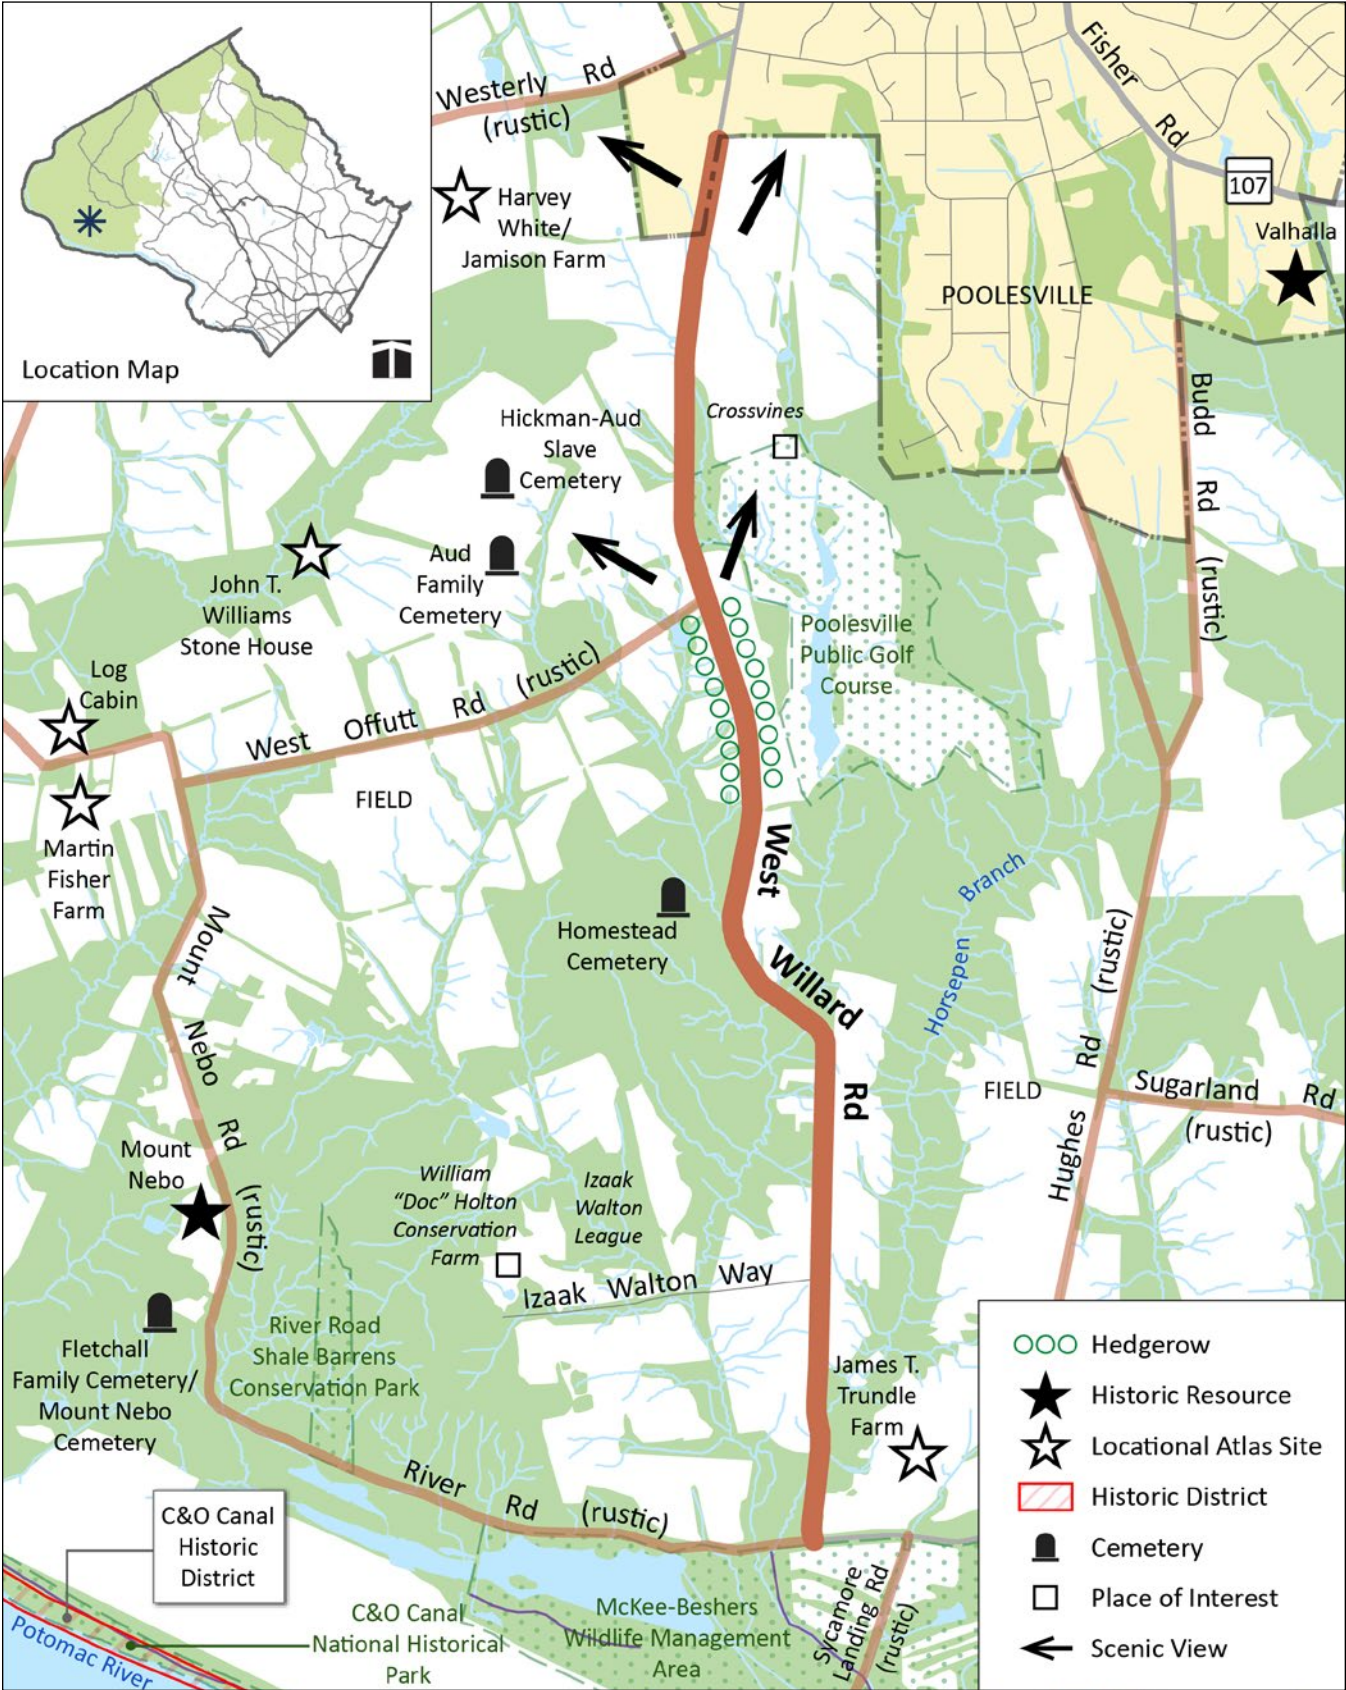 Location Map
Westerly Rd
(rustic)
Fisher Rd
107
Harvey
White/
Jamison Farm
Valhalla
POOLESVILLE
Budd Rd (rustic)
Hickman-Aud
Slave
Cemetery
Crossvines
John T.
Williams
Stone House
Aud
Family
Cemetery
Poolesville
Public Golf
Course
Log
Cabin
West Offutt Rd (rustic)
FIELD
Martin
Fisher
Farm
West Willard Rd
Homestead
Cemetery
Horsepen Branch
Mount Nebo Rd (rustic)
Hughes Rd (rustic)
FIELD
Sugarland Rd
(rustic)
Mount
Nebo
William
“Doc” Holton
Conservation
Farm
Izaak
Walton
League
Izaak Walton Way
Fletchall
Family Cemetery/
Mount Nebo
Cemetery
River Road
Shale Barrens
Conservation Park
James T.
Trundle
Farm
River Rd (rustic)
C&O Canal
Historic
District
Potomac River
C&O Canal
National Historical
Park
McKee-Beshers
Wildlife Management
Area
Sycamore
Landing Rd
(rustic)
Hedgerow
Historic Resource
Locational Atlas Site
Historic District
Cemetery
Place of Interest
Scenic View